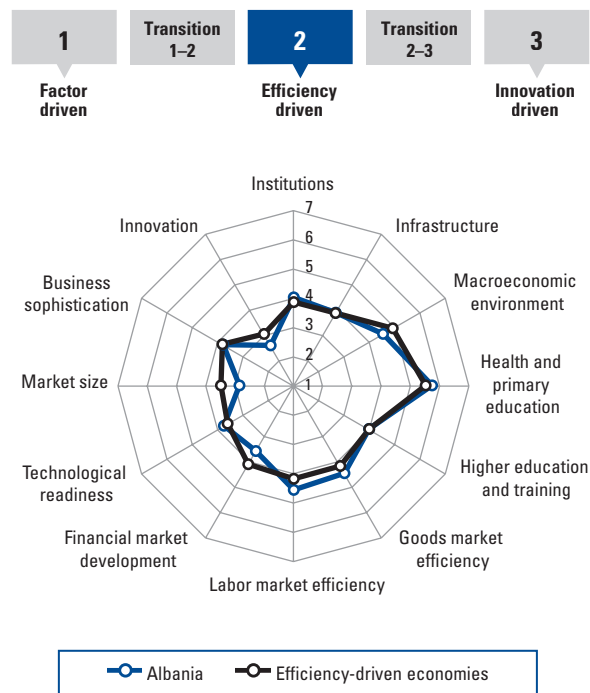 1
Transition
1–2
2
Transition
2–3
3
Factor
driven
Efficiency
driven
Innovation
driven
Institutions
Infrastructure
Macroeconomic
environment
Health and
primary
education
Higher education
and training
Goods market
efficiency
Labor market efficiency
Financial market
development
Technological
readiness
Market size
Business
sophistication
Innovation
7
6
5
4
3
2
1
Albania
Efficiency-driven economies